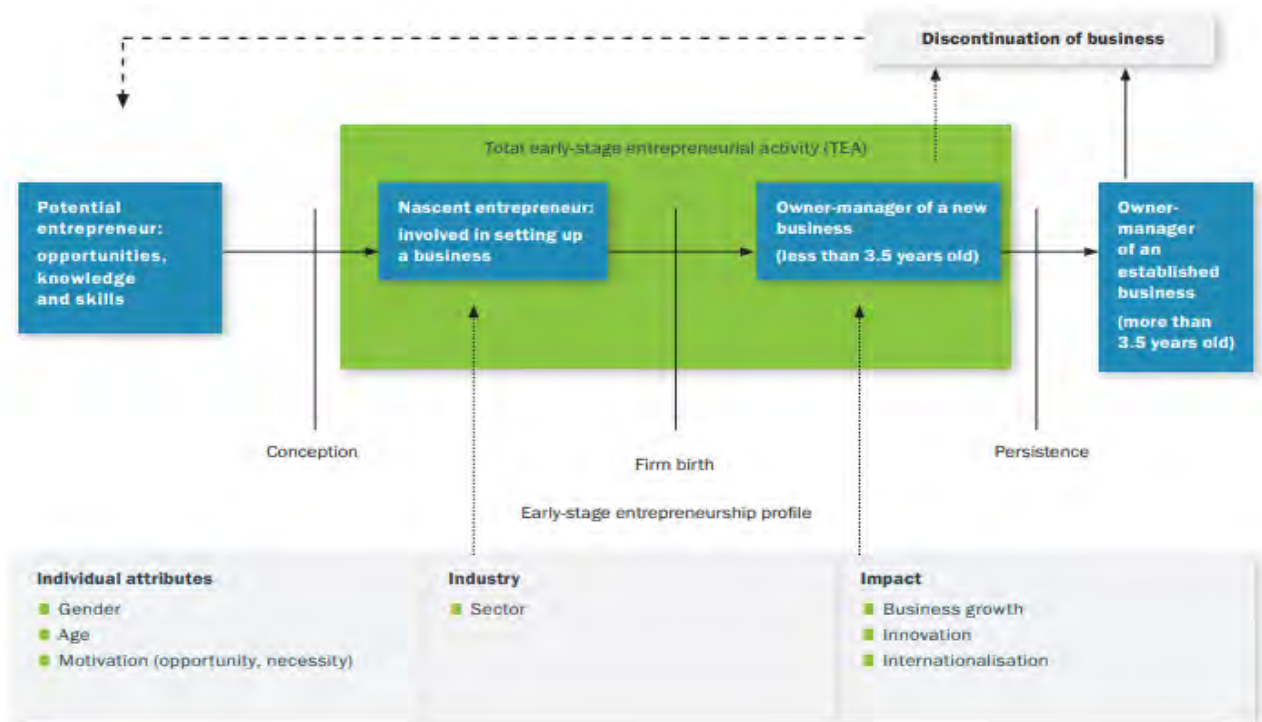 Discontinuation of business
Total early-stage entrepreneurial activity (TEA)
Potential
entrepreneur:
opportunities,
knowledge
and skills
Nascent entrepreneur:
involved in setting up
a business
Owner-manager of a new
business
(less than 3.5 years old)
Owner-
manager
of an
established
business
(more than
3.5 years old)
Conception
Firm birth
Persistence
Early-stage entrepreneurship profile
Individual attributes
Gender
Age
Motivation (opportunity, necessity)
Industry
Sector
Impact
Business growth
Innovation
Internationalisation